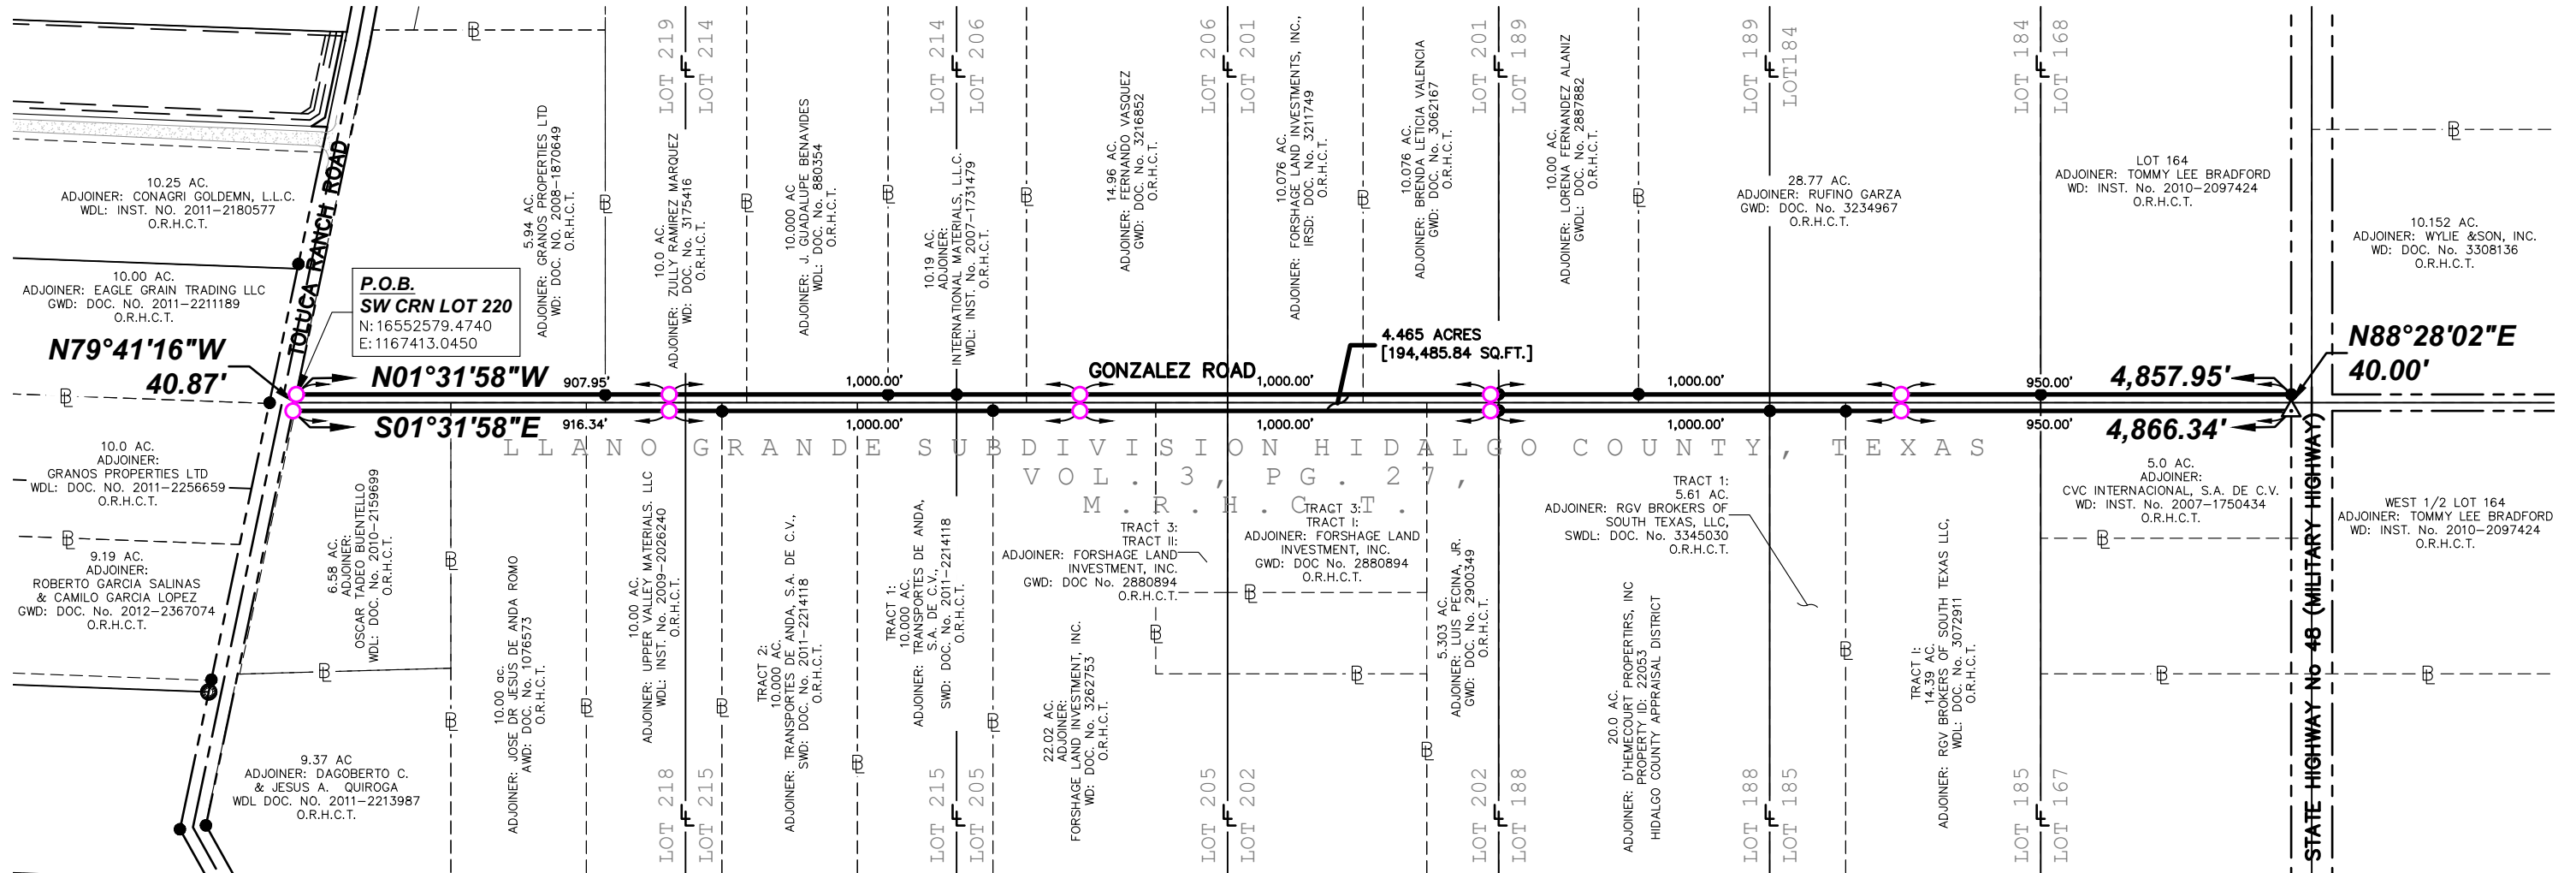 LOT 219
LOT 214
LOT 214
LOT 206
LOT 206
LOT 201
LOT 201
LOT 189
LOT 189
LOT184
LOT 184
LOT 168
10.25 AC.
ADJOINER: CONAGRI GOLDEMN, L.L.C.
WDL: INST. NO. 2011-2180577
O.R.H.C.T.
10.00 AC.
ADJOINER: EAGLE GRAIN TRADING LLC
GWD: DOC. NO. 2011-2211189
O.R.H.C.T.
TOLUCA RANCH ROAD
P.O.B.
SW CRN LOT 220
N:16552579.4740
E:1167413.0450
5.94 AC.
ADJOINER: GRANOS PROPERTIES LTD
WD: DOC. NO. 2008-1870649
O.R.H.C.T.
10.0 AC.
ADJOINER: ZULLY RAMIREZ MARQUEZ
WD: DOC. No. 3175416
O.R.H.C.T.
10.000 AC
ADJOINER: J. GUADALUPE BENAVIDES
WDL: DOC. No. 880354
O.R.H.C.T.
10.19 AC.
ADJOINER:
INTERNATIONAL MATERIALS, L.L.C.
WDL: INST. No. 2007-1731479
O.R.H.C.T.
14.96 AC.
ADJOINER: FERNANDO VASQUEZ
GWD: DOC. No. 3216852
O.R.H.C.T.
10.076 AC.
ADJOINER: FORSHAGE LAND INVESTMENTS, INC.,
IRSD: DOC. No. 3211749
O.R.H.C.T.
10.076 AC.
ADJOINER: BRENDA LETICIA VALENCIA
GWD: DOC. No. 3062167
O.R.H.C.T.
10.00 AC.
ADJOINER: LORENA FERNANDEZ ALANIZ
GWDL: DOC. No. 2887882
O.R.H.C.T.
28.77 AC.
ADJOINER: RUFINO GARZA
GWD: DOC. No. 3234967
O.R.H.C.T.
LOT 164
ADJOINER: TOMMY LEE BRADFORD
WD: INST. No. 2010-2097424
O.R.H.C.T.
10.152 AC.
ADJOINER: WYLIE &SON, INC.
WD: DOC. No. 3308136
O.R.H.C.T.
4.465 ACRES
[194,485.84 SQ.FT.]
GONZALEZ ROAD
N79°41'16"W
40.87'
N01°31'58"W
907.95'
1,000.00'
1,000.00'
1,000.00'
950.00'
4,857.95'
N88°28'02"E
40.00'
S01°31'58"E
916.34'
1,000.00'
1,000.00'
1,000.00'
950.00'
4,866.34'
LLANO GRANDE SUBDIVISION HIDALGO COUNTY, TEXAS
VOL. 3, PG. 27,
M.R.H.C.T.
10.0 AC.
ADJOINER:
GRANOS PROPERTIES LTD
WDL: DOC. NO. 2011-2256659
O.R.H.C.T.
9.19 AC.
ADJOINER:
ROBERTO GARCIA SALINAS
& CAMILO GARCIA LOPEZ
GWD: DOC. No. 2012-2367074
O.R.H.C.T.
6.58 AC.
ADJOINER:
OSCAR TADEO BUENTELLO
WDL: DOC. No. 2010-2159699
O.R.H.C.T.
9.37 AC
ADJOINER: DAGOBERTO C.
& JESUS A. QUIROGA
WDL DOC. NO. 2011-2213987
O.R.H.C.T.
10.00 ac.
ADJOINER: JOSE DR JESUS DE ANDA ROMO
AWD: DOC. No. 1076573
O.R.H.C.T.
10.00 AC.
ADJOINER: UPPER VALLEY MATERIALS. LLC
WDL: INST. No. 2009-2026240
O.R.H.C.T.
TRACT 2:
10.000 AC.
ADJOINER: TRANSPORTES DE ANDA, S.A. DE C.V.,
SWD: DOC. No. 2011-2214118
O.R.H.C.T.
TRACT 1:
10.000 AC.
ADJOINER: TRANSPORTES DE ANDA,
S.A. DE C.V.,
SWD: DOC. No. 2011-2214118
O.R.H.C.T.
22.02 AC.
ADJOINER:
FORSHAGE LAND INVESTMENT, INC.
WD: DOC. No. 3262753
O.R.H.C.T.
TRACT 3:
TRACT II:
ADJOINER: FORSHAGE LAND
INVESTMENT, INC.
GWD: DOC No. 2880894
O.R.H.C.T.
TRACT 3:
TRACT I:
ADJOINER: FORSHAGE LAND
INVESTMENT, INC.
GWD: DOC No. 2880894
O.R.H.C.T.
5.303 AC.
ADJOINER: LUIS PECINA, JR.
GWD: DOC. No. 2900349
O.R.H.C.T.
TRACT 1:
5.61 AC.
ADJOINER: RGV BROKERS OF
SOUTH TEXAS, LLC,
SWDL: DOC. No. 3345030
O.R.H.C.T.
20.0 AC.
ADJOINER: D'HEMECOURT PROPERTIRS, INC
PROPERTY ID: 22053
HIDALGO COUNTY APPRAISAL DISTRICT
TRACT I:
14.39 AC.
ADJOINER: RGV BROKERS OF SOUTH TEXAS LLC,
WDL: DOC. No. 3072911
O.R.H.C.T.
5.0 AC.
ADJOINER:
CVC INTERNACIONAL, S.A. DE C.V.
WD: INST. No. 2007-1750434
O.R.H.C.T.
STATE HIGHWAY No 48 (MILITARY HIGHWAY)
WEST 1/2 LOT 164
ADJOINER: TOMMY LEE BRADFORD
WD: INST. No. 2010-2097424
O.R.H.C.T.
LOT 218
LOT 215
LOT 215
LOT 205
LOT 205
LOT 202
LOT 202
LOT 188
LOT 188
LOT 185
LOT 185
LOT 167